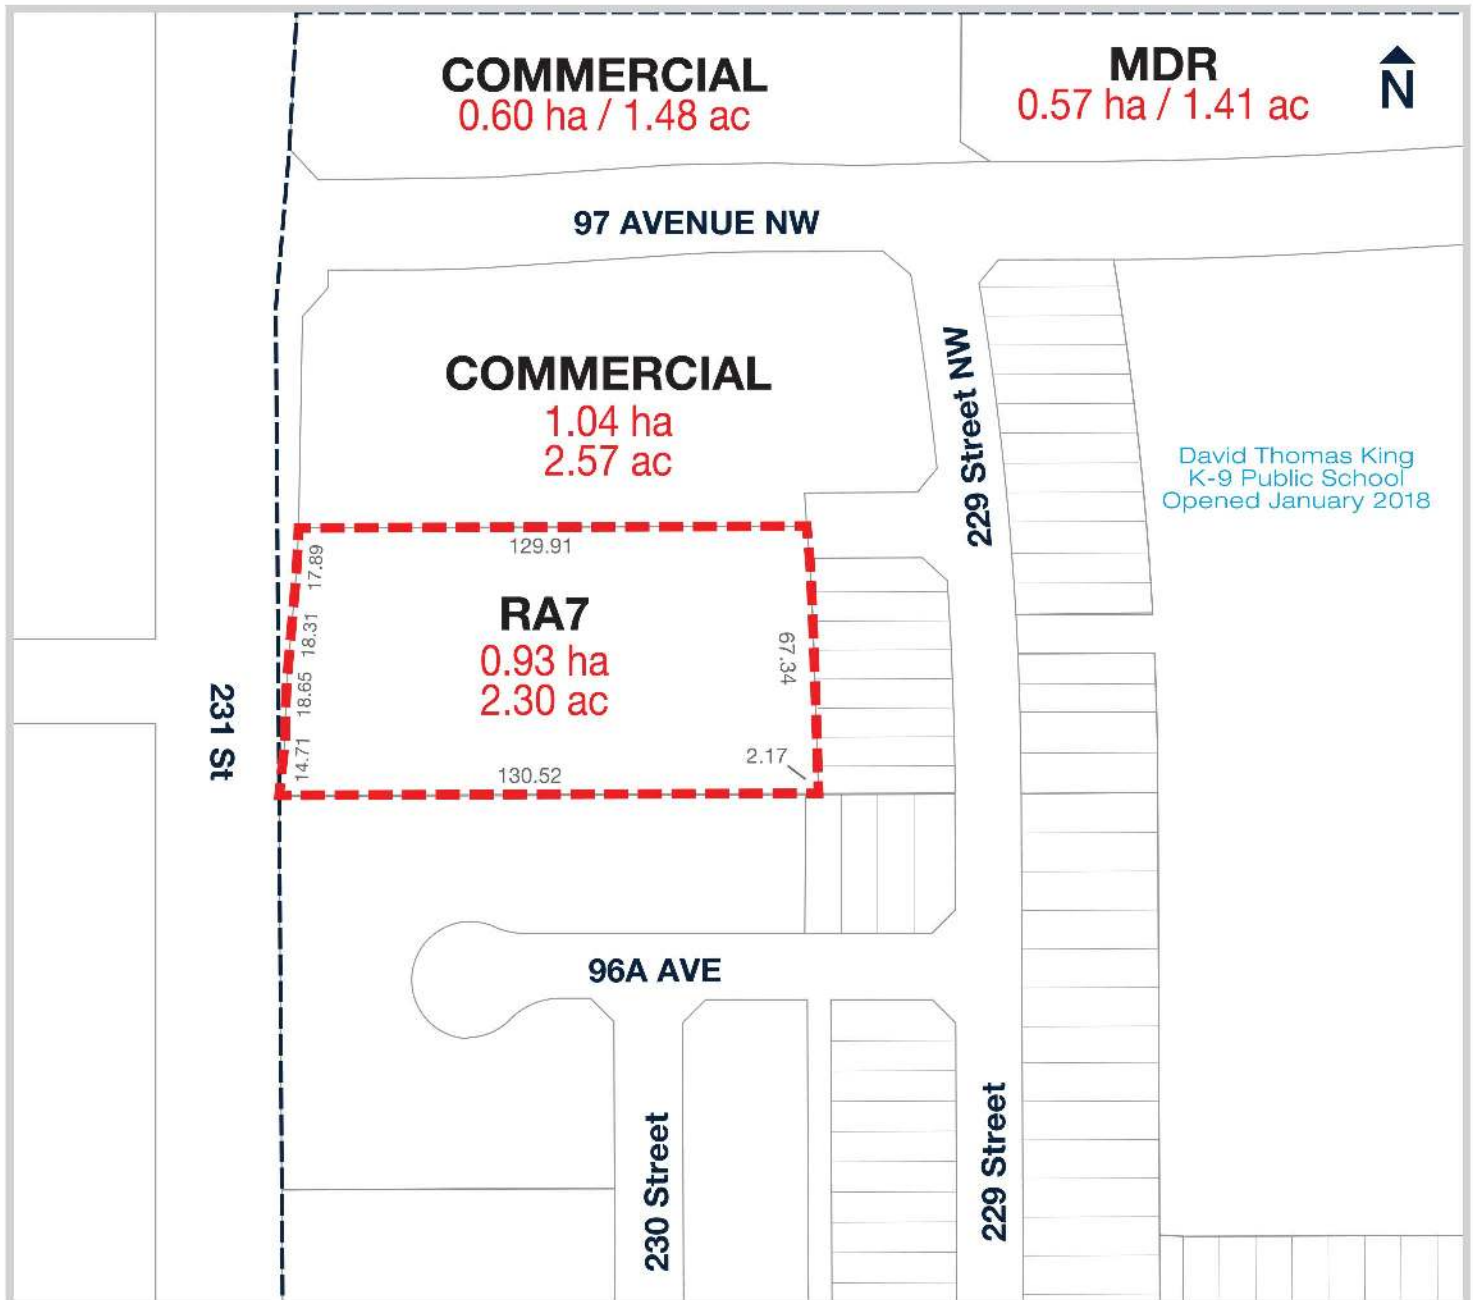 COMMERCIAL
0.60 ha / 1.48 ac
MDR
0.57 ha / 1.41 ac
N
97 AVENUE NW
COMMERCIAL
1.04 ha
2.57 ac
229 Street NW
David Thomas King
K-9 Public School
Opened January 2018
129.91
17.89
18.31
18.65
14.71
RA7
0.93 ha
2.30 ac
67.34
2.17
130.52
231 St
96A AVE
230 Street
229 Street